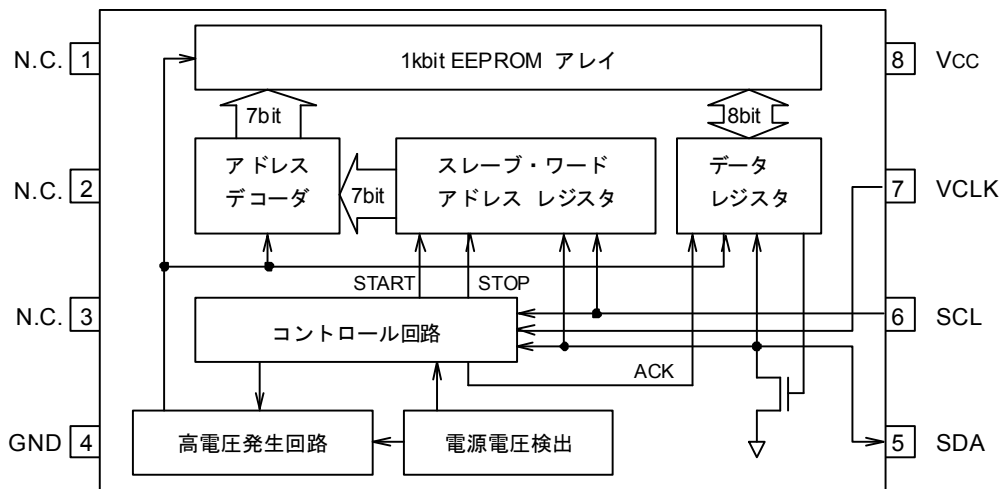 N.C. 1
1kbit EEPROM アレイ
8 VCC
7bit
8bit
N.C. 2
アドレス
デコーダ
7bit
スレーブ・ワード
アドレス レジスタ
データ
レジスタ
7 VCLK
START
STOP
N.C. 3
コントロール回路
6 SCL
ACK
GND 4
高電圧発生回路
電源電圧検出
5 SDA